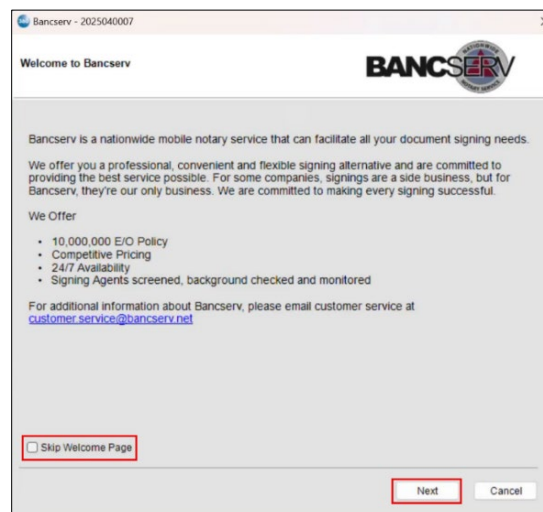 Bancserv - 2025040007
Welcome to Bancserv
NATIONWIDE
BANCSERV
NOTARY SERVICE
Bancserv is a nationwide mobile notary service that can facilitate all your document signing needs.
We offer you a professional, convenient and flexible signing alternative and are committed to
providing the best service possible. For some companies, signings are a side business, but for
Bancserv, they're our only business. We are committed to making every signing successful.
We Offer
• 10,000,000 E/O Policy
• Competitive Pricing
• 24/7 Availability
• Signing Agents screened, background checked and monitored
For additional information about Bancserv, please email customer service at
customer.service@bancserv.net
Skip Welcome Page
Next Cancel